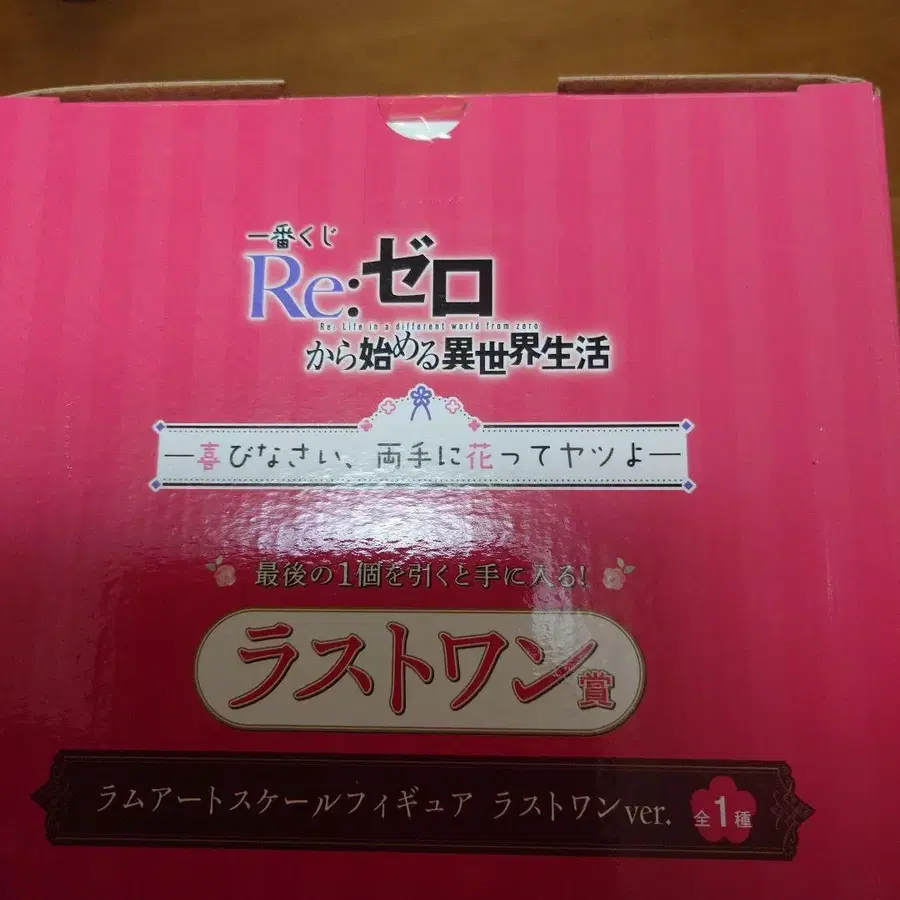 一番くじ
Re:ゼロ
Re: Life in a different world from zero
から始める異世界生活
―喜びなさい、両手に花ってヤツよ―
最後の1個を引くと手に入る!
ラストワン賞
ラムアートスケールフィギュア ラストワンver. 全1種